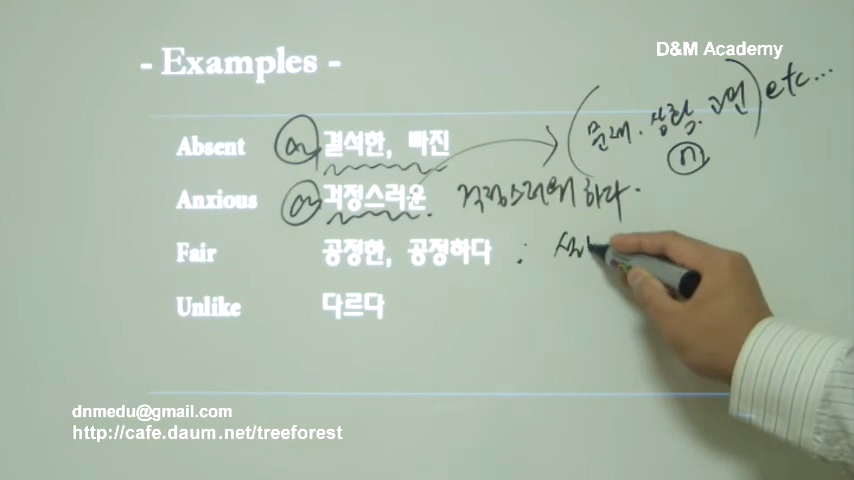 D&M Academy
- Examples -
(문제. 상황. etc...
n
Absent a 결석한, 빠진
Anxious a 걱정스러운. 걱정스러워 하다.
Fair 공정한, 공정하다 :
Unlike 다르다
dnmedu@gmail.com
http://cafe.daum.net/treeforest